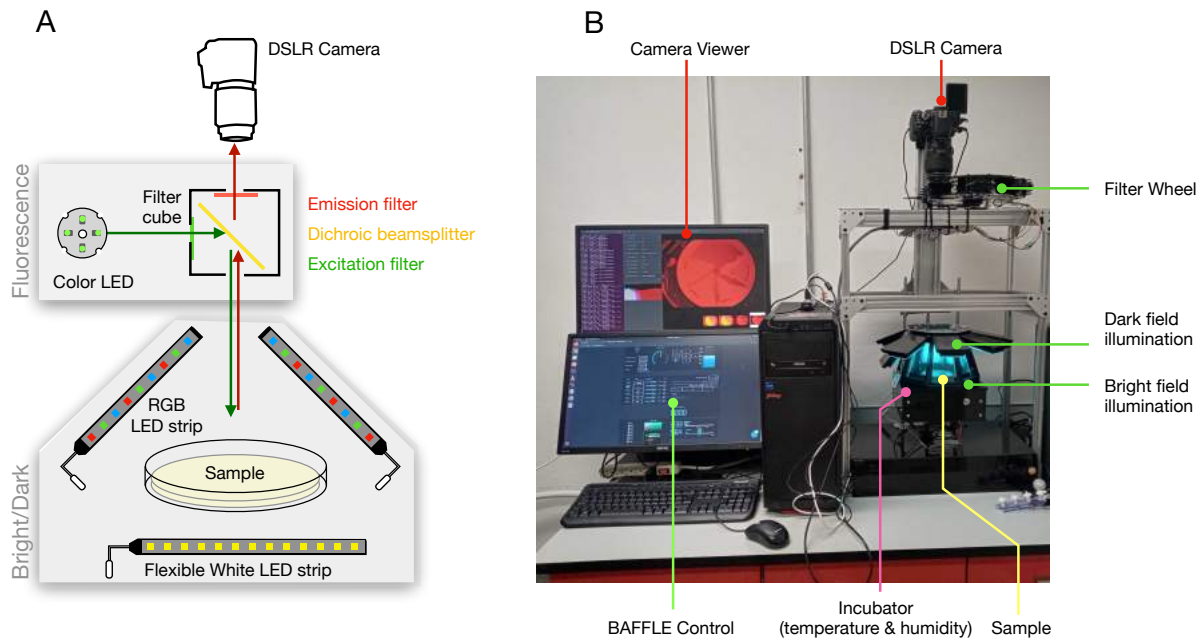 A
DSLR Camera
Fluorescence
Filter
cube
Emission filter
Dichroic beamsplitter
Excitation filter
Color LED
Bright/Dark
RGB
LED strip
Sample
Flexible White LED strip
B
Camera Viewer
DSLR Camera
Filter Wheel
Dark field
illumination
Bright field
illumination
Incubator
(temperature & humidity)
Sample
BAFFLE Control